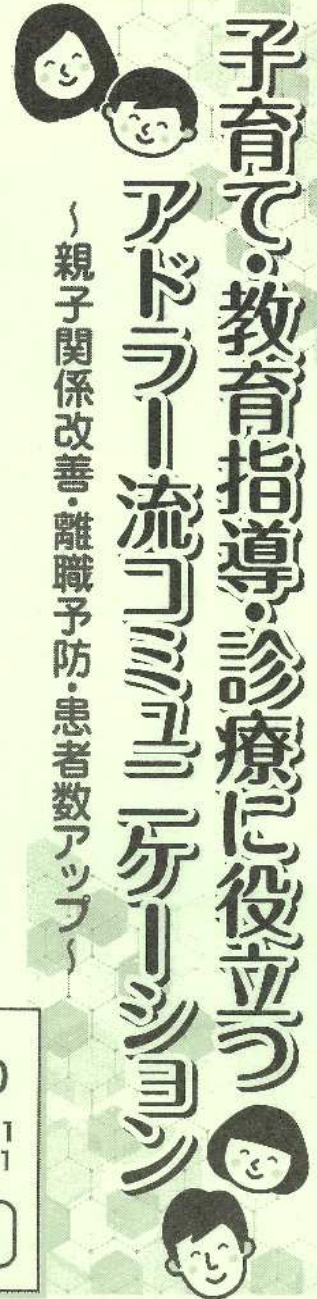 子育て・教育指導・診療に役立つ
アドラー流コミュニケーション
～親子関係改善・離職予防・患者数アップ～